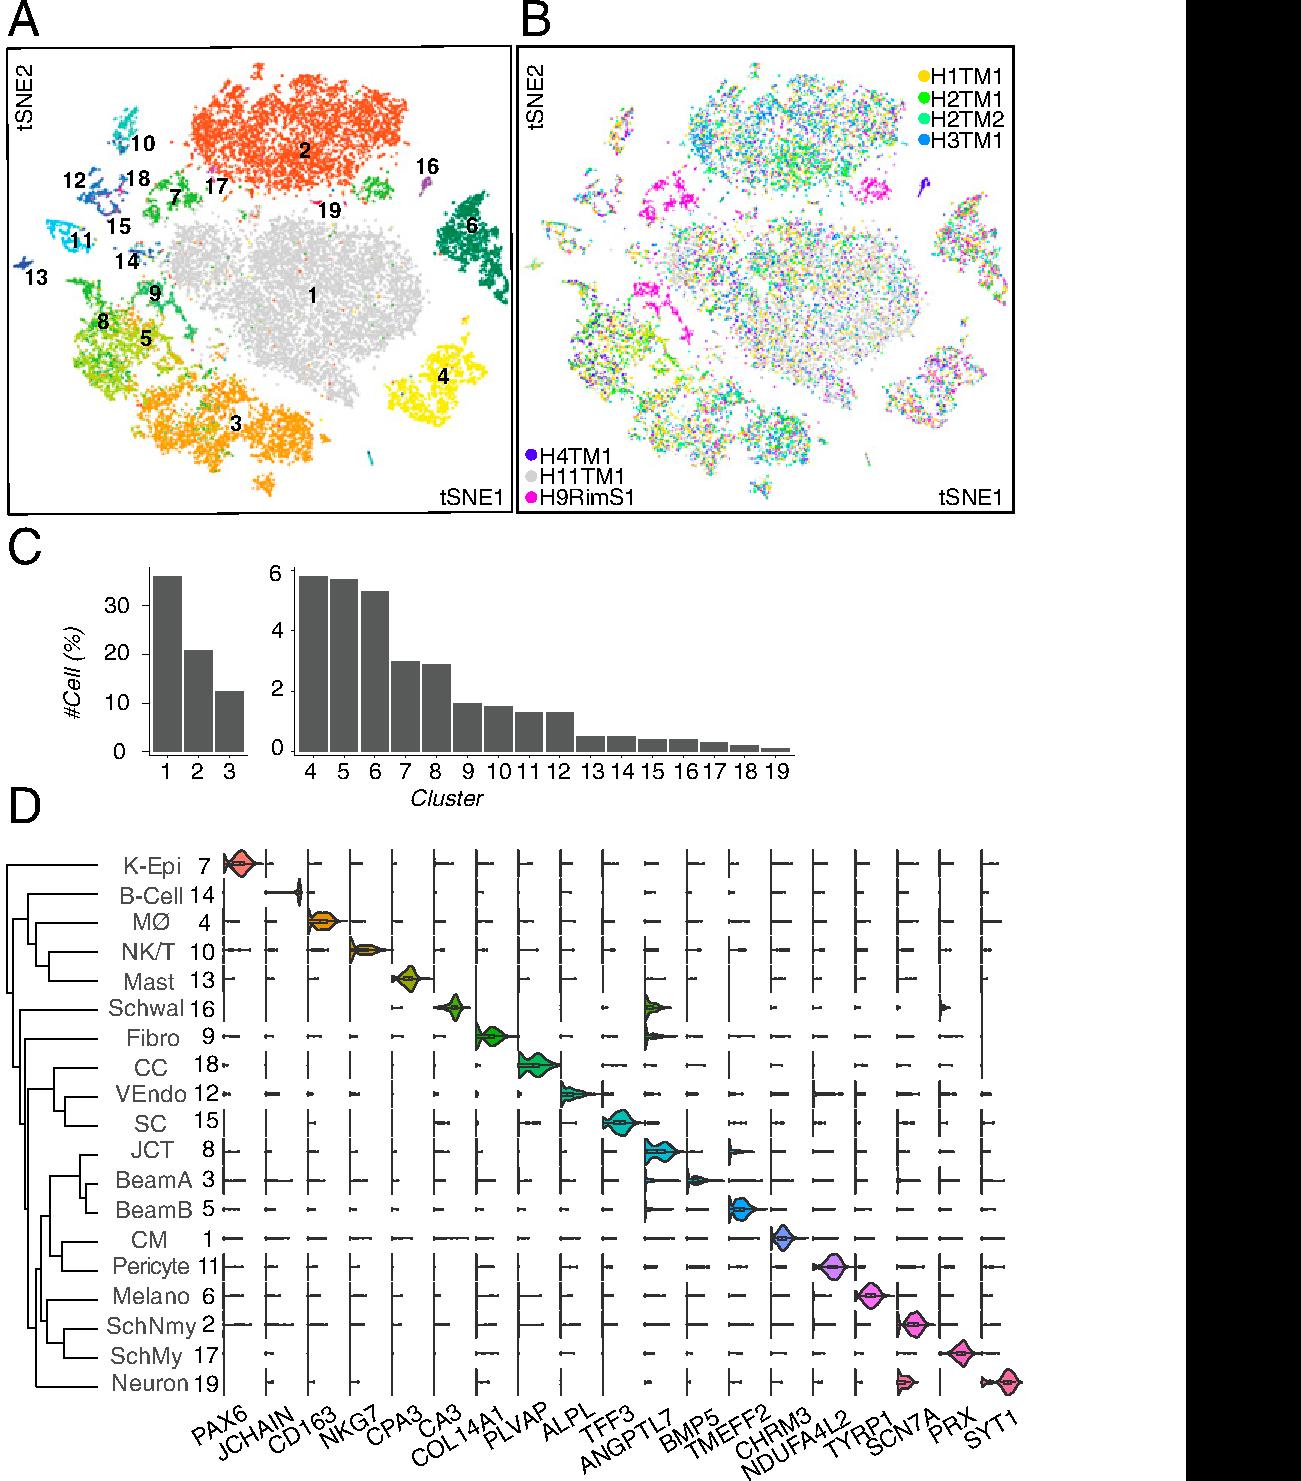 A
B
tSNE2
tSNE2
H1TM1
H2TM1
H2TM2
H3TM1
10
2
16
12
18
17
7
19
15
6
11
14
13
9
1
8
5
4
3
H4TM1
H11TM1
H9RimS1
tSNE1
tSNE1
C
#Cell (%)
30
20
10
0
6
4
2
0
1 2 3
4 5 6 7 8 9 10 11 12 13 14 15 16 17 18 19
Cluster
D
K-Epi 7
B-Cell 14
MØ 4
NK/T 10
Mast 13
Schwal 16
Fibro 9
CC 18
VEndo 12
SC 15
JCT 8
BeamA 3
BeamB 5
CM 1
Pericyte 11
Melano 6
SchNmy 2
SchMy 17
Neuron 19
PAX6 JCHAIN CD163 NKG7 CPA3 CA3 COL14A1 PLVAP ALPL TFF3 ANGPTL7 BMP5 TMEFF2 CHRM3 NDUFA4L2 TYRP1 SCN7A PRX SYT1